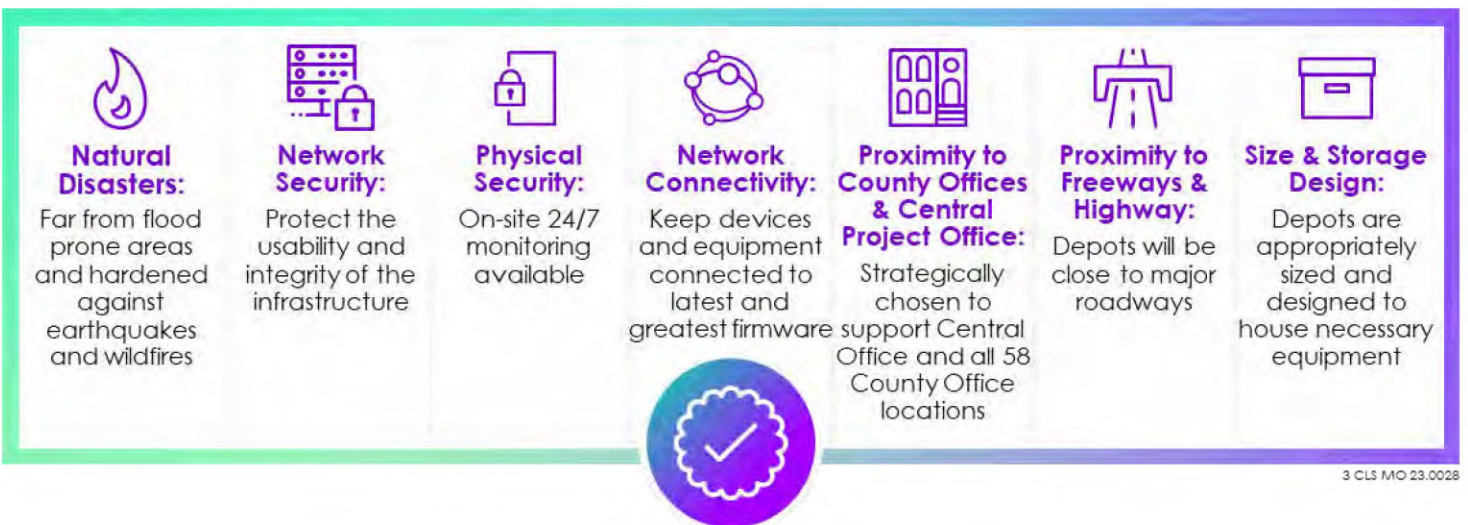 Natural
Disasters:
Far from flood
prone areas
and hardened
against
earthquakes
and wildfires
Network
Security:
Protect the
usability and
integrity of the
infrastructure
Physical
Security:
On-site 24/7
monitoring
available
Network
Connectivity:
Keep devices
and equipment
connected to
latest and
greatest firmware
Proximity to
County Offices
& Central
Project Office:
Strategically
chosen to
support Central
Office and all 58
County Office
locations
Proximity to
Freeways &
Highway:
Depots will be
close to major
roadways
Size & Storage
Design:
Depots are
appropriately
sized and
designed to
house necessary
equipment
3 CLS MO 23.0028